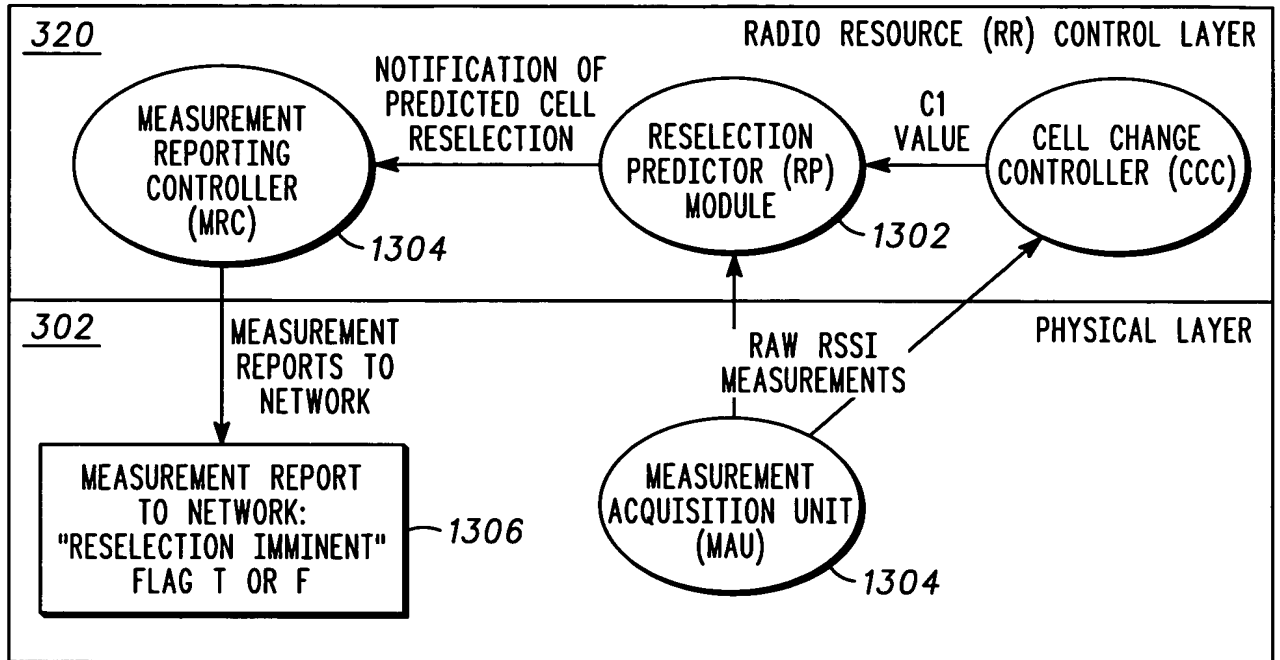 320
RADIO RESOURCE (RR) CONTROL LAYER
MEASUREMENT
REPORTING
CONTROLLER
(MRC)
1304
NOTIFICATION OF
PREDICTED CELL
RESELECTION
RESELECTION
PREDICTOR (RP)
MODULE
1302
C1
VALUE
CELL CHANGE
CONTROLLER (CCC)
302
PHYSICAL LAYER
MEASUREMENT
REPORTS TO
NETWORK
RAW RSSI
MEASUREMENTS
MEASUREMENT REPORT
TO NETWORK:
"RESELECTION IMMINENT"
FLAG T OR F
1306
MEASUREMENT
ACQUISITION UNIT
(MAU)
1304